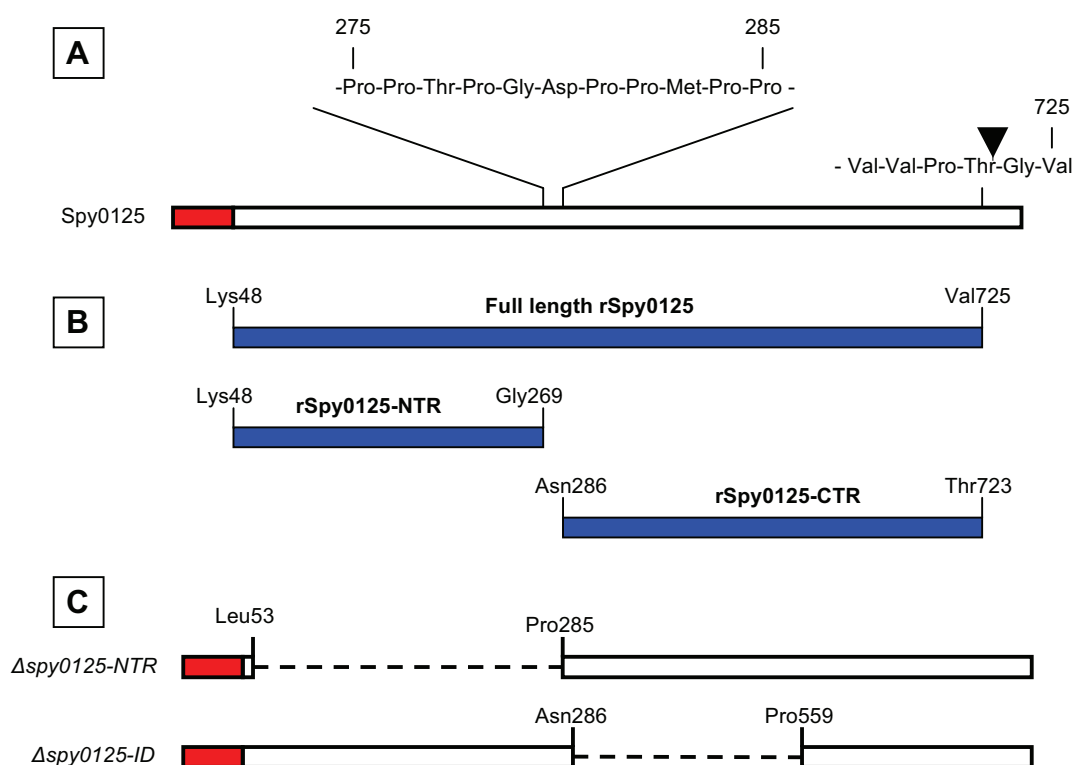 A
275 285
-Pro-Pro-Thr-Pro-Gly-Asp-Pro-Pro-Met-Pro-Pro -
725
- Val-Val-Pro-Thr-Gly-Val
Spy0125
B
Lys48 Full length rSpy0125 Val725
Lys48 rSpy0125-NTR Gly269
Asn286 rSpy0125-CTR Thr723
C
Leu53 Pro285
Δspy0125-NTR
Asn286 Pro559
Δspy0125-ID